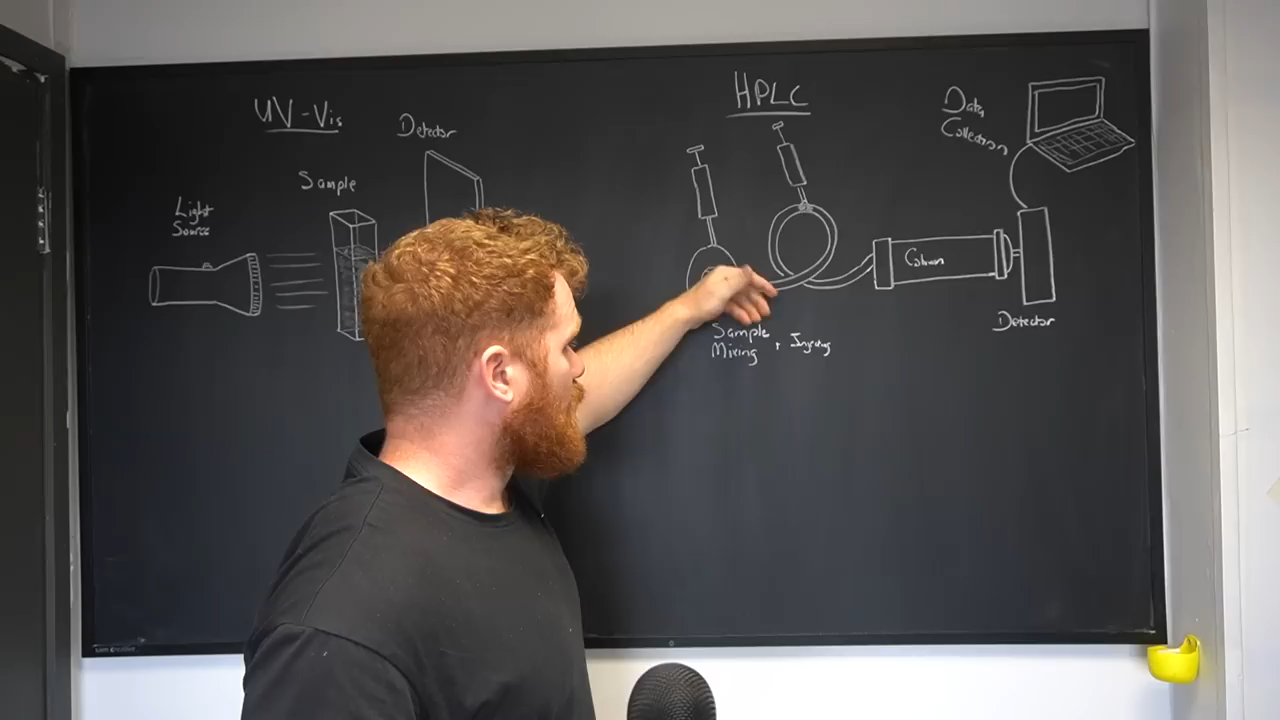 UV-Vis
Detector
Sample
Light
Source
HPLC
Data
Collection
Column
Detector
Sample
Mixing + Injecting